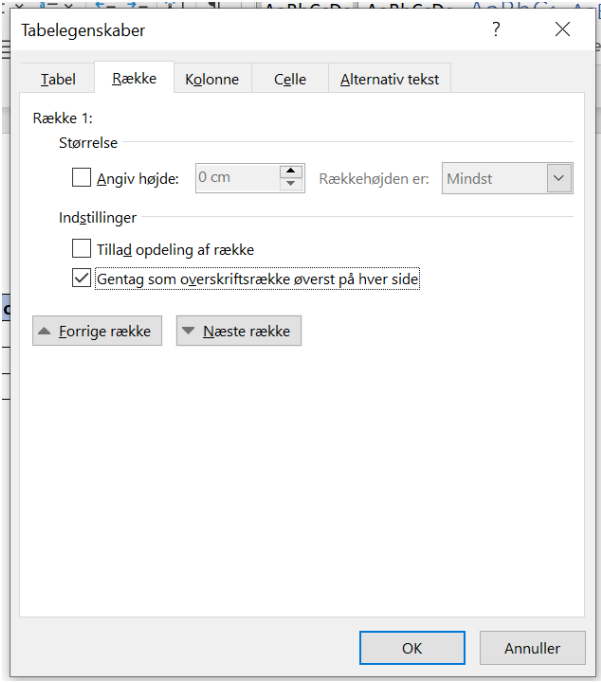 Tabelegenskaber ?
Tabel Række Kolonne Celle Alternativ tekst
Række 1:
Størrelse
Angiv højde: 0 cm Rækkehøjden er: Mindst
Indstillinger
Tillad opdeling af række
Gentag som overskriftsrække øverst på hver side
Forrige række Næste række
OK Annuller